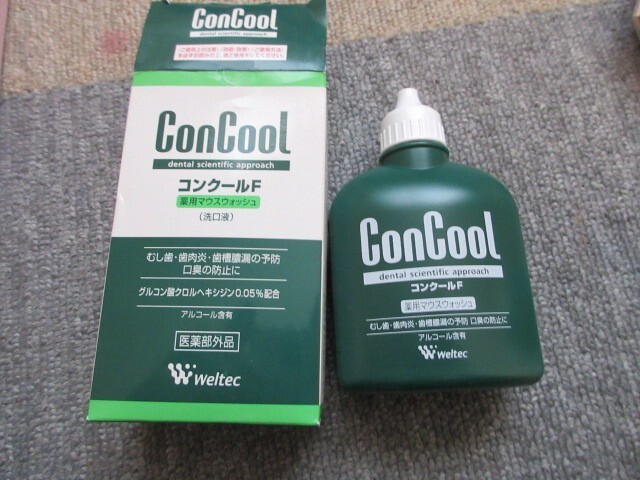 ConCool
dental scientific approach
ConCool
dental scientific approach
コンクールF
薬用マウスウォッシュ
(洗口液)
むし歯・歯肉炎・歯槽膿漏の予防
口臭の防止に
グルコン酸クロルヘキシジン0.05%配合
アルコール含有
医薬部外品
weltec
ConCool
dental scientific approach
コンクールF
薬用マウスウォッシュ
むし歯・歯肉炎・歯槽膿漏の予防 口臭の防止に
アルコール含有
weltec